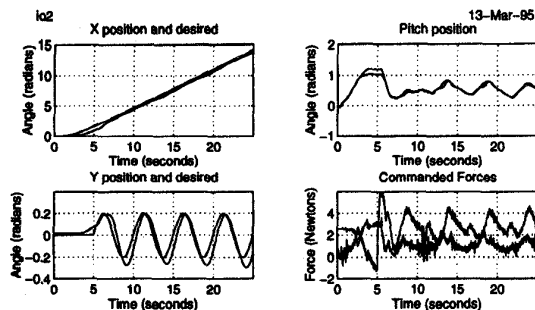 io2
13-Mar-95
X position and desired
Angle (radians)
15
10
5
0
0 5 10 15 20
Time (seconds)
Pitch position
Angle (radians)
2
1
0
-1
0 5 10 15 20
Time (seconds)
Y position and desired
Angle (radians)
0.2
0
-0.2
-0.4
0 5 10 15 20
Time (seconds)
Commanded Forces
Force (Newtons)
6
4
2
0
-2
0 5 10 15 20
Time (seconds)